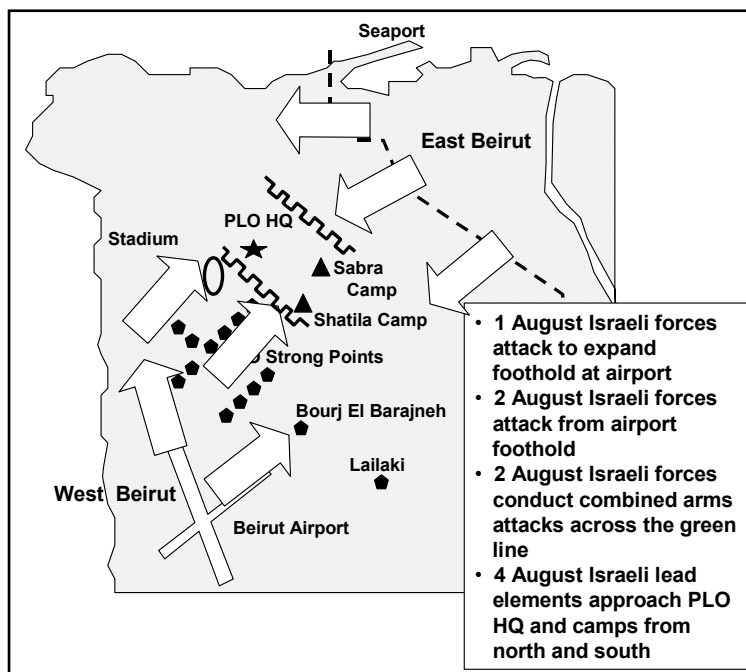 Seaport
East Beirut
PLO HQ
Stadium
Sabra
Camp
Shatila Camp
Strong Points
Bourj El Barajneh
Lailaki
West Beirut
Beirut Airport
• 1 August Israeli forces
attack to expand
foothold at airport
• 2 August Israeli forces
attack from airport
foothold
• 2 August Israeli forces
conduct combined arms
attacks across the green
line
• 4 August Israeli lead
elements approach PLO
HQ and camps from
north and south